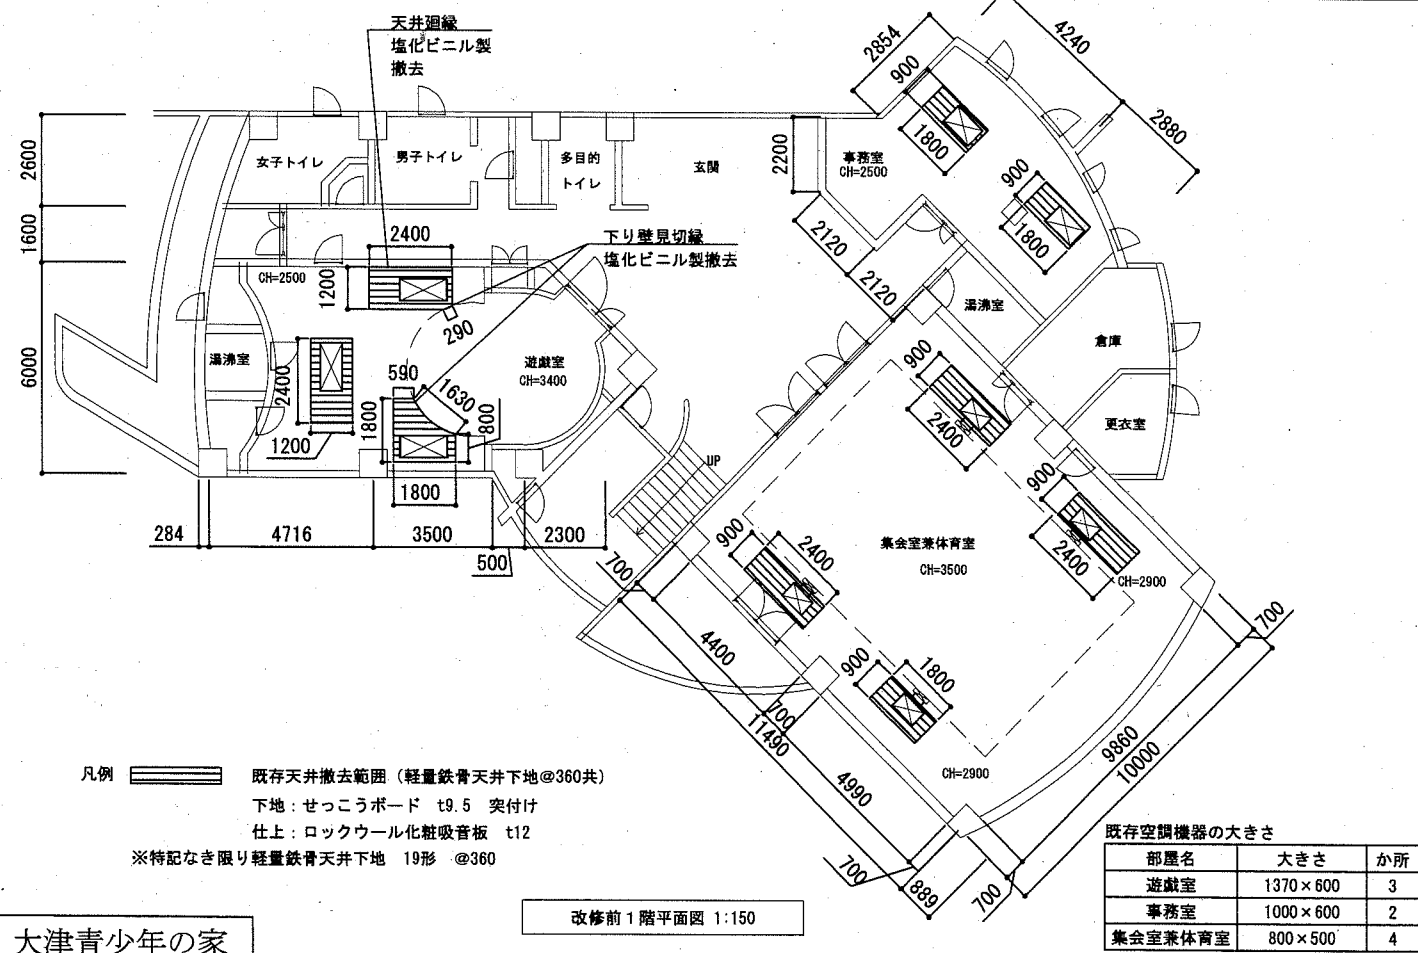 天井廻縁
塩化ビニル製
撤去
2854
900
1800
4240
2880
900
1800
2600
1600
6000
女子トイレ
男子トイレ
多目的
トイレ
玄関
2200
事務室
CH=2500
2120
2120
2400
下り壁見切縁
塩化ビニル製撤去
CH=2500
1200
290
湯沸室
2400
1200
590
1630
1800
800
1800
遊戯室
CH=3400
湯沸室
倉庫
更衣室
UP
284
4716
3500
500
2300
900
2400
900
2400
集会室兼体育室
CH=3500
CH=2900
900
2400
900
1800
CH=2900
700
4400
700
11490
4990
700
889
700
9860
10000
700
凡例
既存天井撤去範囲（軽量鉄骨天井下地@360共）
下地：せっこうボード t9.5 突付け
仕上：ロックウール化粧吸音板 t12
※特記なき限り軽量鉄骨天井下地 19形 @360
改修前１階平面図 1:150
既存空調機器の大きさ
部屋名 大きさ か所
遊戯室 1370×600 3
事務室 1000×600 2
集会室兼体育室 800×500 4
大津青少年の家